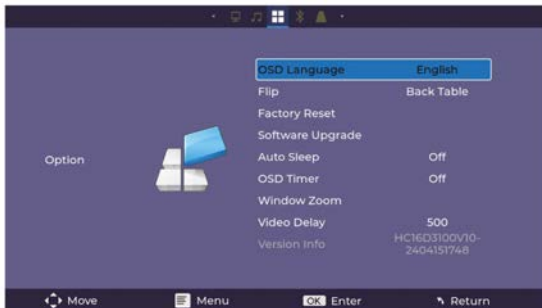 OSD Language English
Flip Back Table
Factory Reset
Software Upgrade
Option
Auto Sleep Off
OSD Timer Off
Window Zoom
Video Delay 500
Version Info HC16D3100V10-
2404151748
Move Menu OK Enter Return